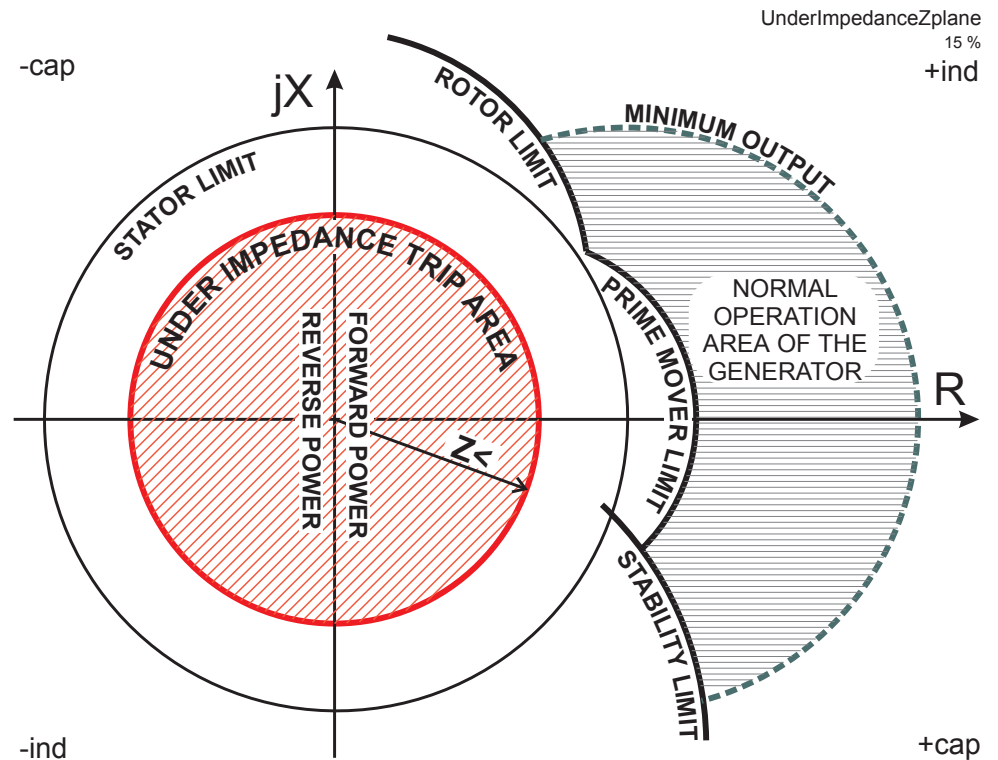 UnderImpedanceZplane
15 %
-cap
+ind
jX
ROTOR LIMIT
MINIMUM OUTPUT
STATOR LIMIT
UNDER IMPEDANCE TRIP AREA
PRIME MOVER LIMIT
NORMAL
OPERATION
AREA OF THE
GENERATOR
REVERSE POWER
FORWARD POWER
R
Z<
STABILITY LIMIT
-ind
+cap